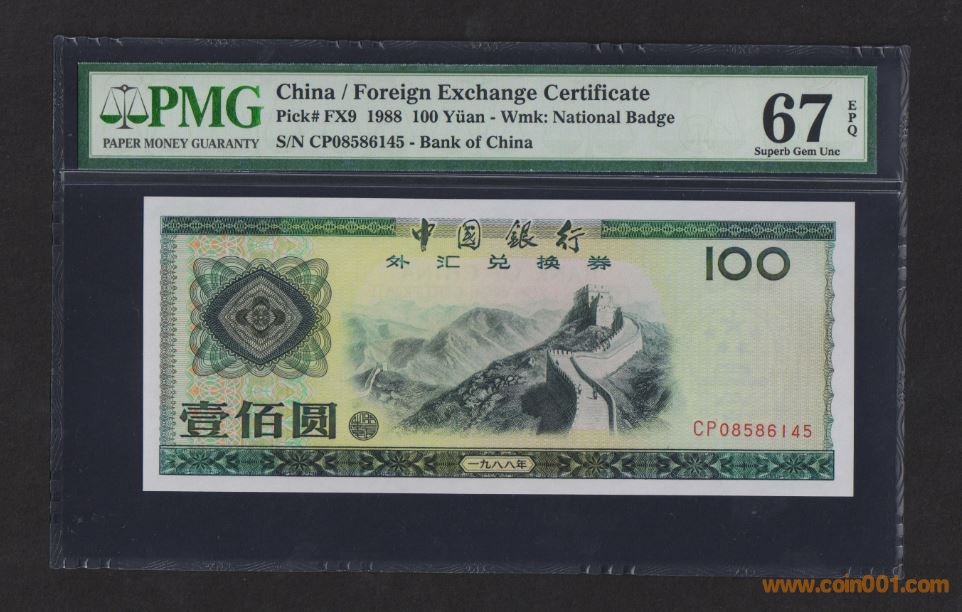 PMG
PAPER MONEY GUARANTY
China / Foreign Exchange Certificate
Pick# FX9 1988 100 Yüan - Wmk: National Badge
S/N CP08586145 - Bank of China
67
EPQ
Superb Gem Unc
中國銀行
外汇兑换券
100
壹佰圆
CP08586145
一九八八年
www.coin001.com